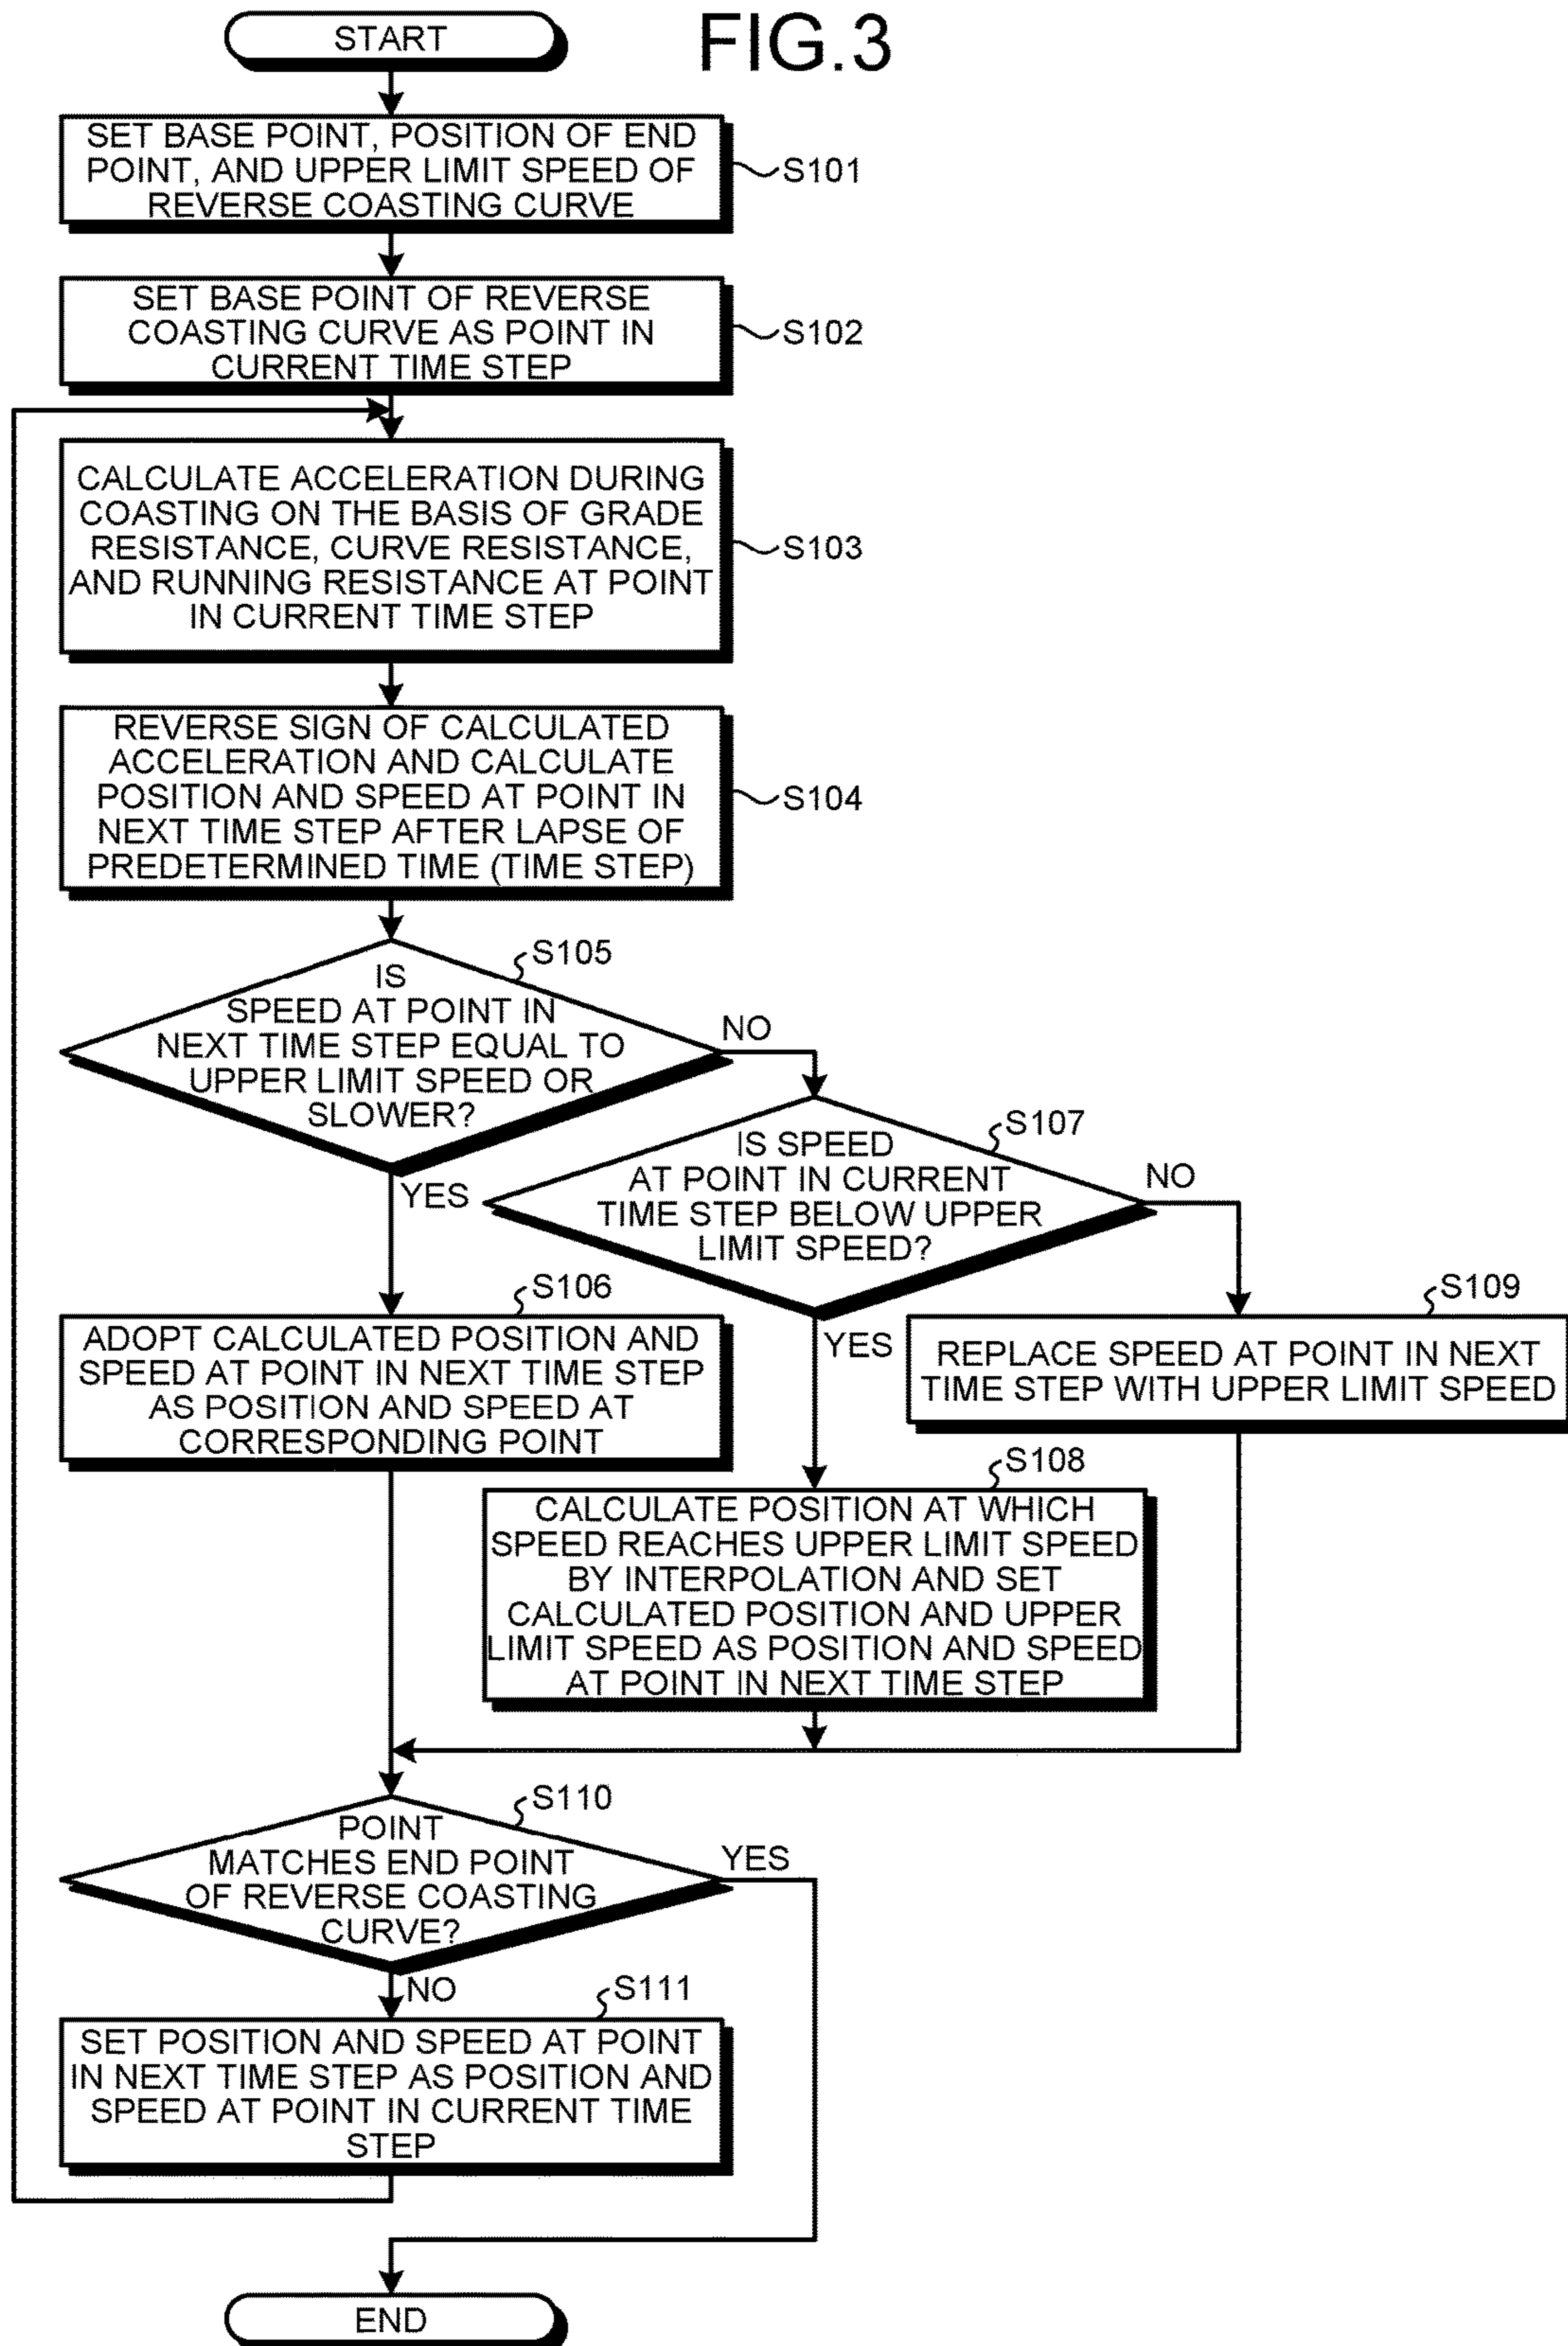 FIG.3
START
SET BASE POINT, POSITION OF END
POINT, AND UPPER LIMIT SPEED OF
REVERSE COASTING CURVE
S101
SET BASE POINT OF REVERSE
COASTING CURVE AS POINT IN
CURRENT TIME STEP
S102
CALCULATE ACCELERATION DURING
COASTING ON THE BASIS OF GRADE
RESISTANCE, CURVE RESISTANCE,
AND RUNNING RESISTANCE AT POINT
IN CURRENT TIME STEP
S103
REVERSE SIGN OF CALCULATED
ACCELERATION AND CALCULATE
POSITION AND SPEED AT POINT IN
NEXT TIME STEP AFTER LAPSE OF
PREDETERMINED TIME (TIME STEP)
S104
S105
IS
SPEED AT POINT IN
NEXT TIME STEP EQUAL TO
UPPER LIMIT SPEED OR
SLOWER?
NO
YES
S107
IS SPEED
AT POINT IN CURRENT
TIME STEP BELOW UPPER
LIMIT SPEED?
NO
YES
S106
ADOPT CALCULATED POSITION AND
SPEED AT POINT IN NEXT TIME STEP
AS POSITION AND SPEED AT
CORRESPONDING POINT
S109
REPLACE SPEED AT POINT IN NEXT
TIME STEP WITH UPPER LIMIT SPEED
S108
CALCULATE POSITION AT WHICH
SPEED REACHES UPPER LIMIT SPEED
BY INTERPOLATION AND SET
CALCULATED POSITION AND UPPER
LIMIT SPEED AS POSITION AND SPEED
AT POINT IN NEXT TIME STEP
S110
POINT
MATCHES END POINT
OF REVERSE COASTING
CURVE?
YES
NO
S111
SET POSITION AND SPEED AT POINT
IN NEXT TIME STEP AS POSITION AND
SPEED AT POINT IN CURRENT TIME
STEP
END